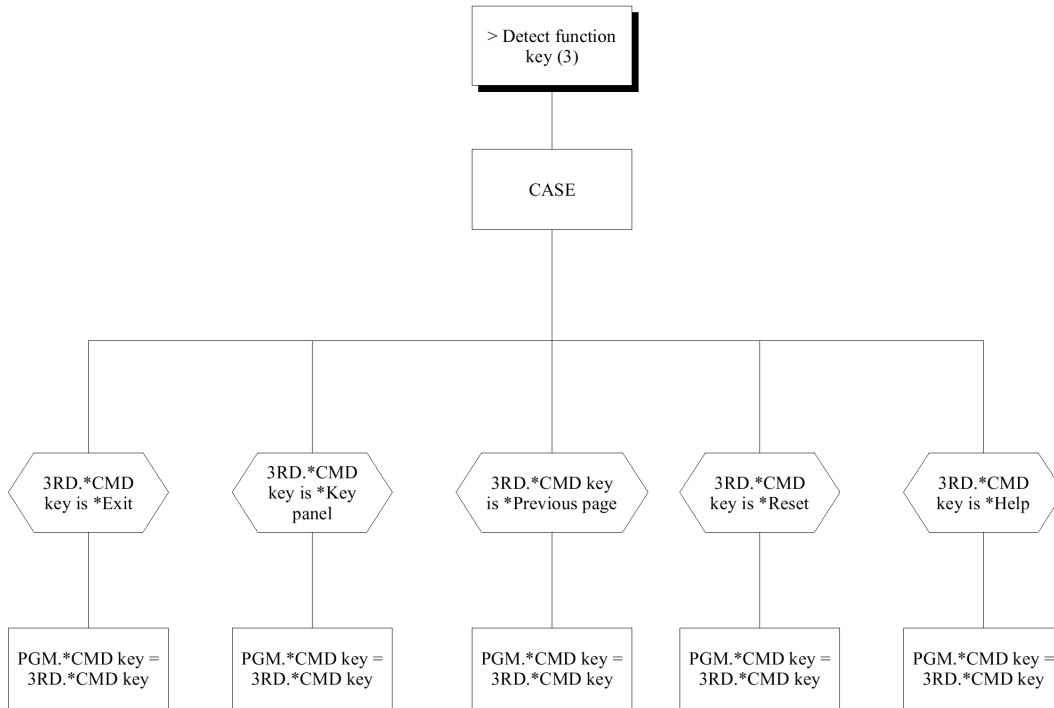 > Detect function
key (3)
CASE
3RD.*CMD
key is *Exit
3RD.*CMD
key is *Key
panel
3RD.*CMD key
is *Previous page
3RD.*CMD
key is *Reset
3RD.*CMD
key is *Help
PGM.*CMD key =
3RD.*CMD key
PGM.*CMD key =
3RD.*CMD key
PGM.*CMD key =
3RD.*CMD key
PGM.*CMD key =
3RD.*CMD key
PGM.*CMD key =
3RD.*CMD key